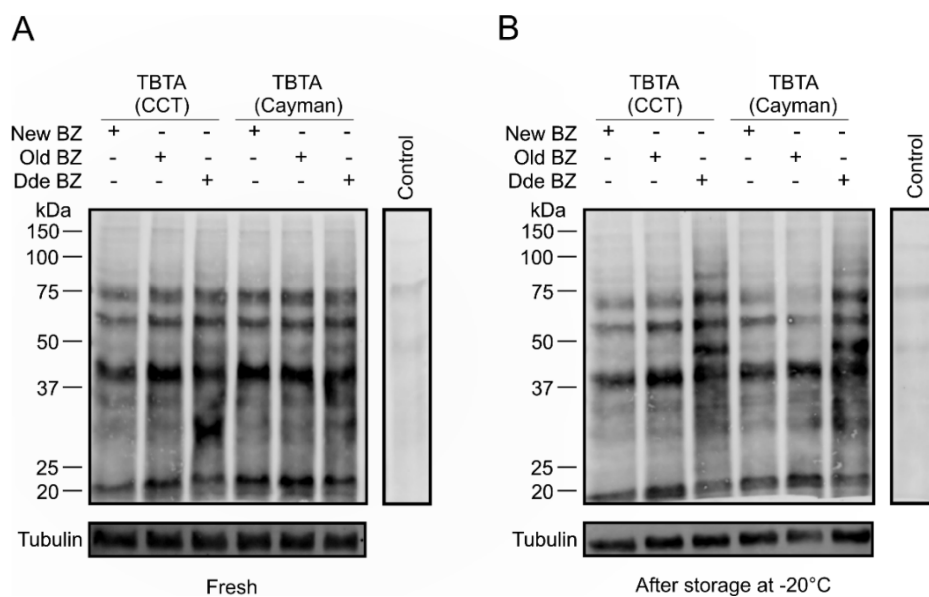 A
TBTA
(CCT)
TBTA
(Cayman)
New BZ + - - + - -
Old BZ - + - - + -
Dde BZ - - + - - +
Control
kDa
150
100
75
50
37
25
20
Tubulin
Fresh
B
TBTA
(CCT)
TBTA
(Cayman)
New BZ + - - + - -
Old BZ - + - - + -
Dde BZ - - + - - +
Control
kDa
150
100
75
50
37
25
20
Tubulin
After storage at -20°C